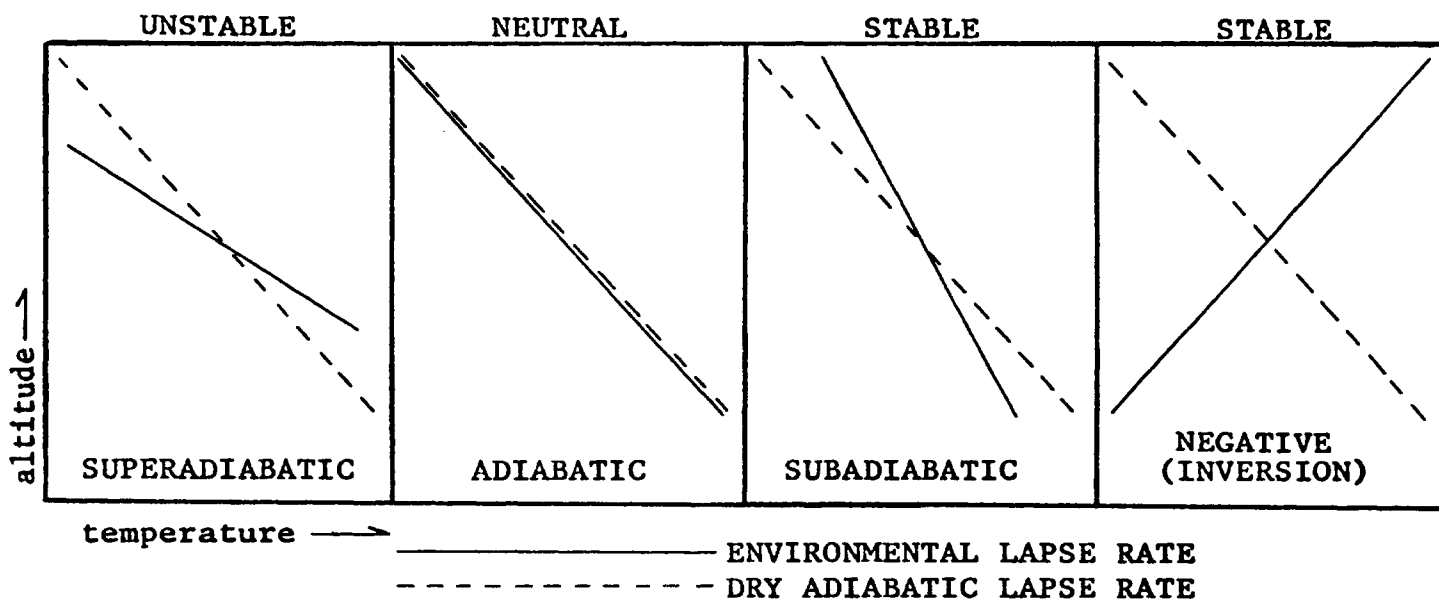 UNSTABLE NEUTRAL STABLE STABLE
altitude
SUPERADIABATIC ADIABATIC SUBADIABATIC NEGATIVE
(INVERSION)
temperature
ENVIRONMENTAL LAPSE RATE
DRY ADIABATIC LAPSE RATE